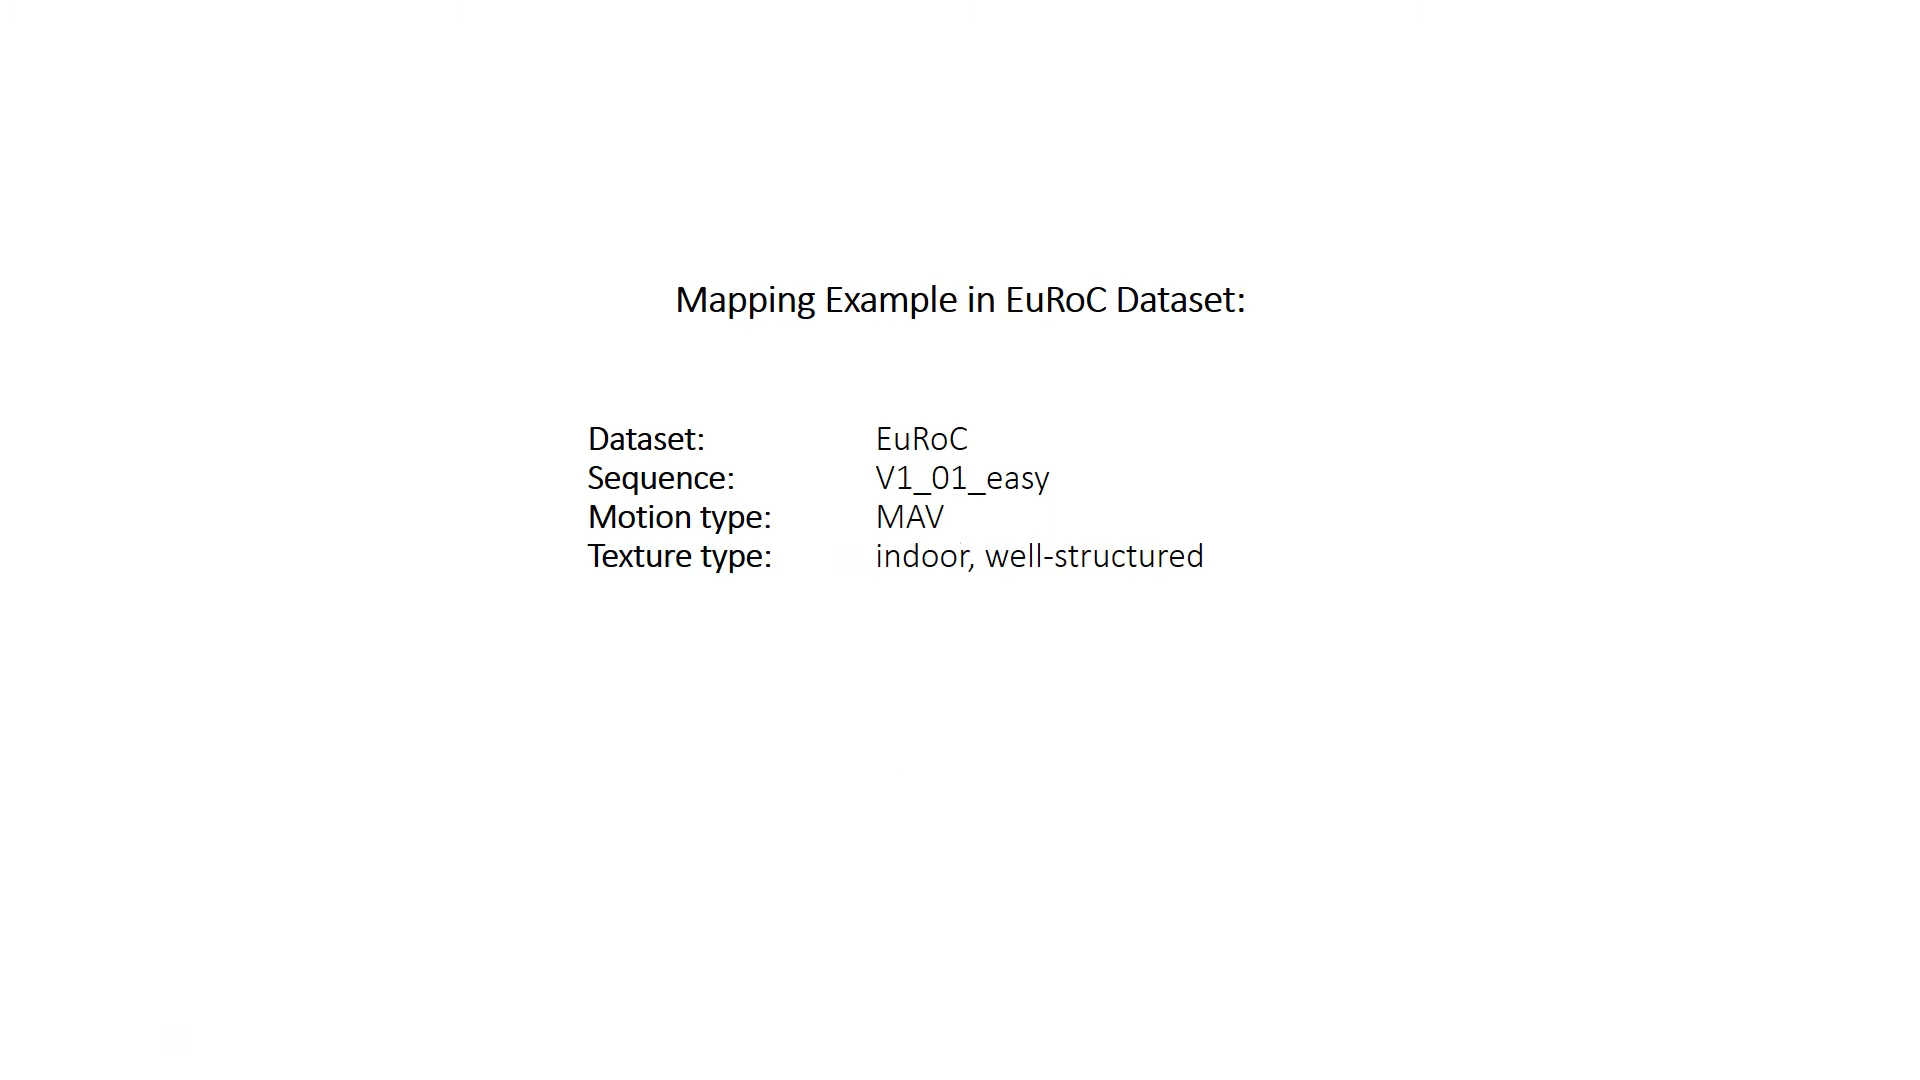 Mapping Example in EuRoC Dataset:
Dataset: EuRoC
Sequence: V1_01_easy
Motion type: MAV
Texture type: indoor, well-structured